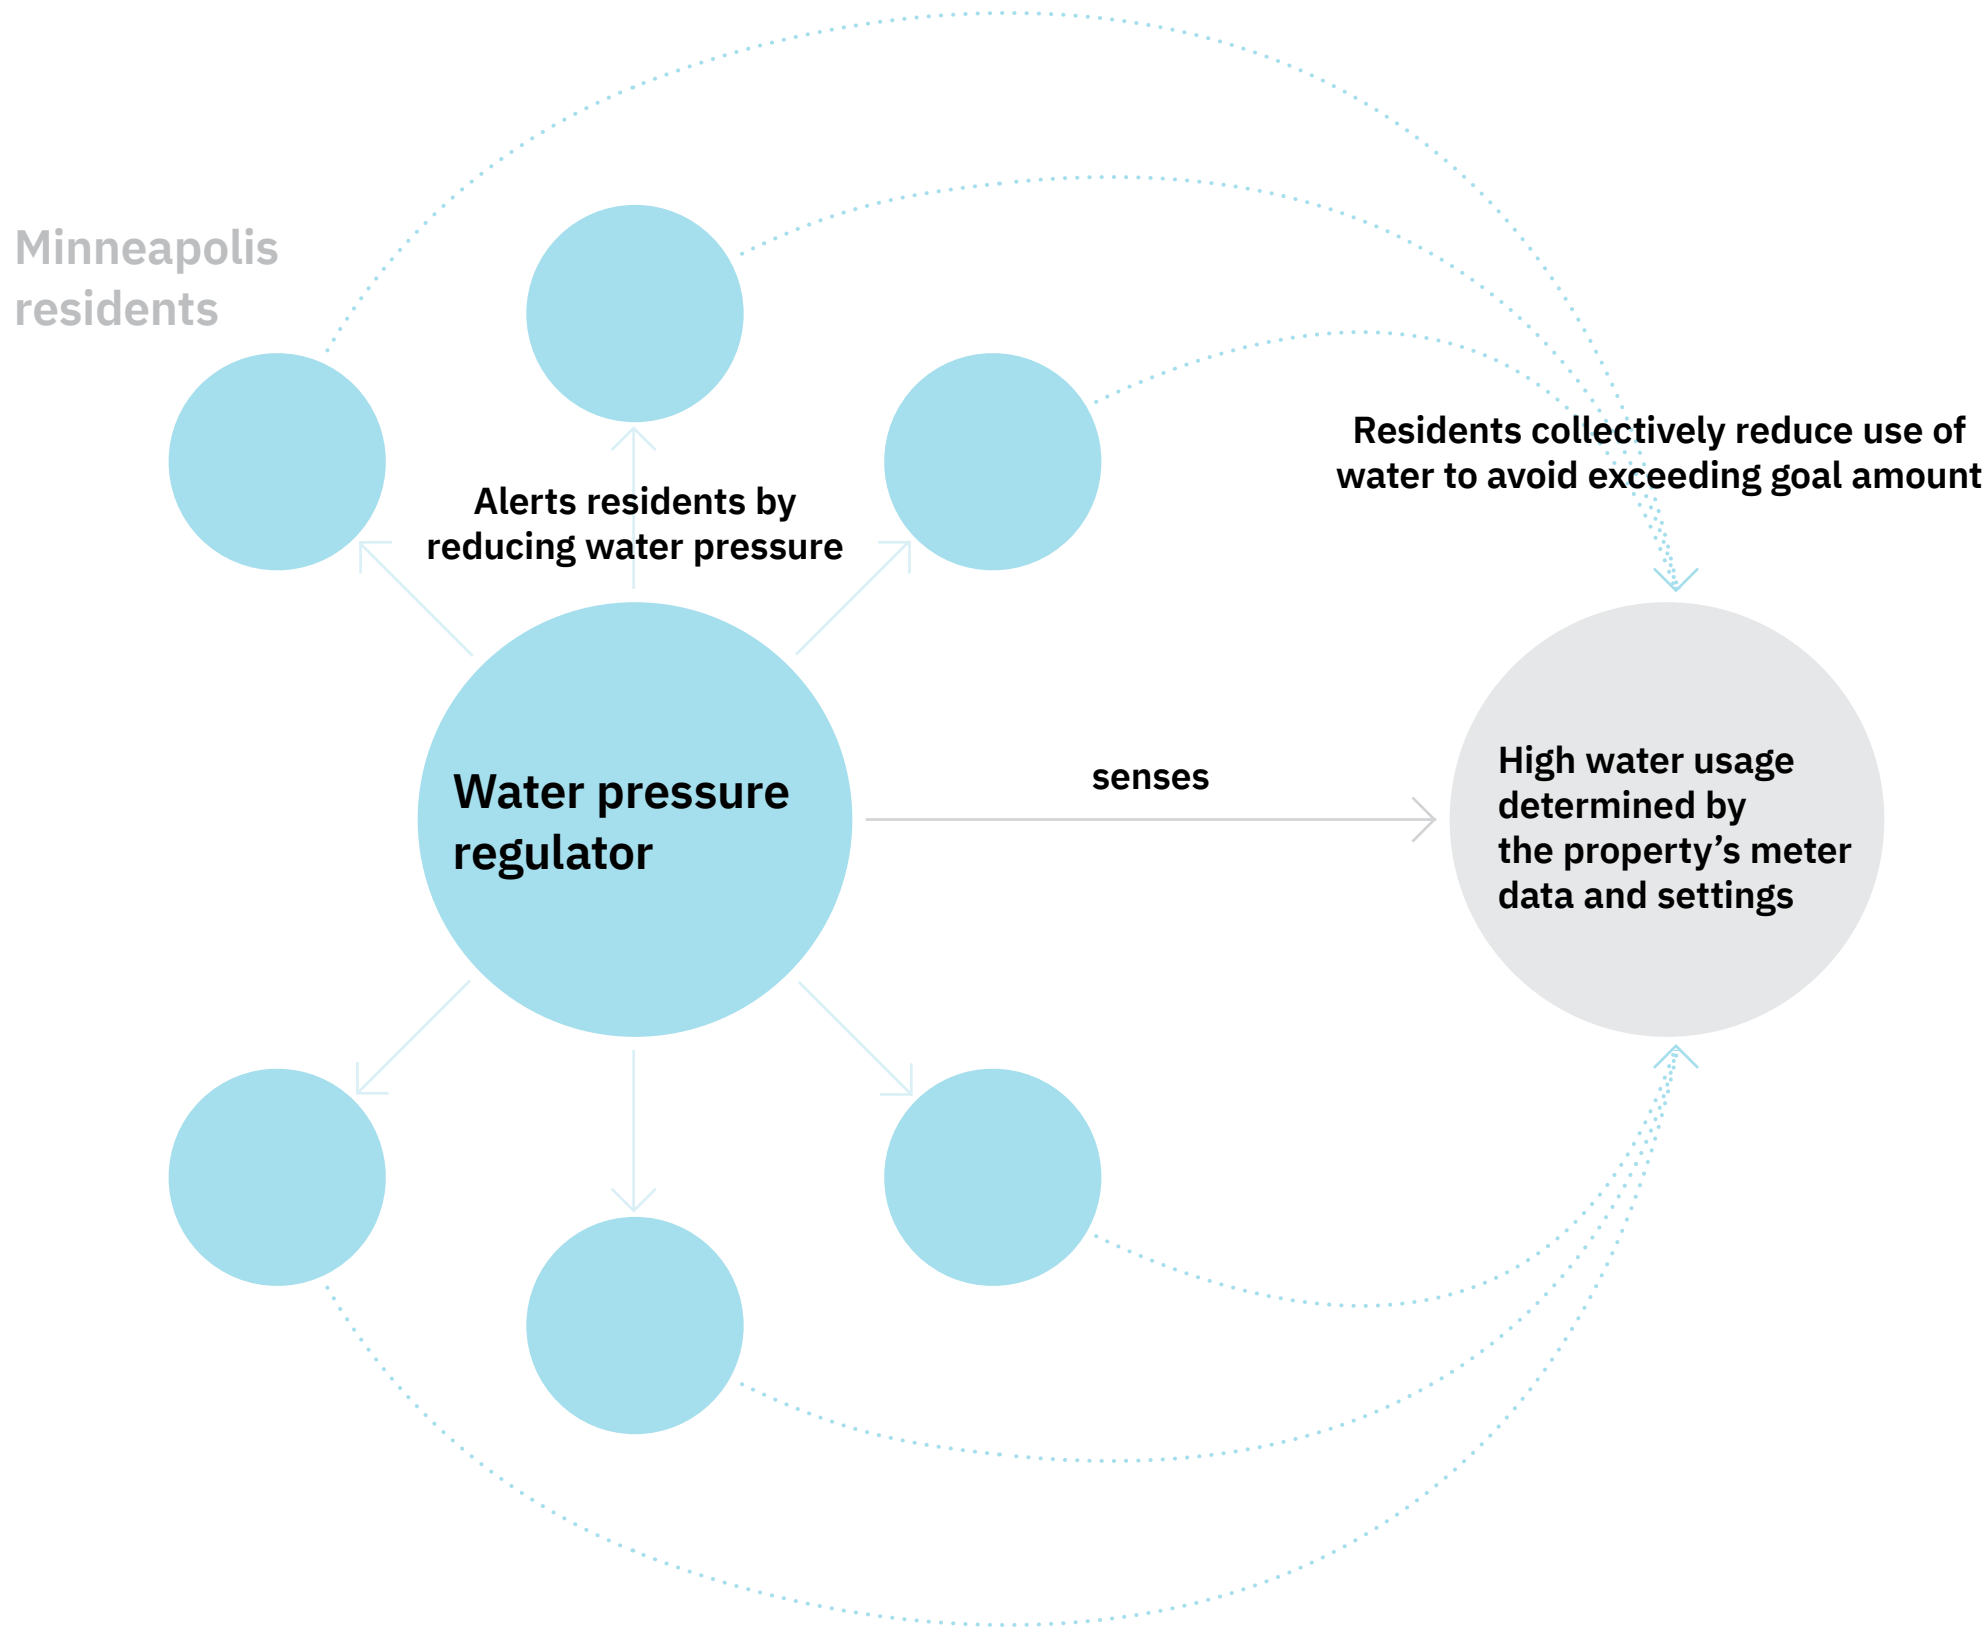 Minneapolis
residents
Residents collectively reduce use of
water to avoid exceeding goal amount
Alerts residents by
reducing water pressure
Water pressure
regulator
senses
High water usage
determined by
the property’s meter
data and settings